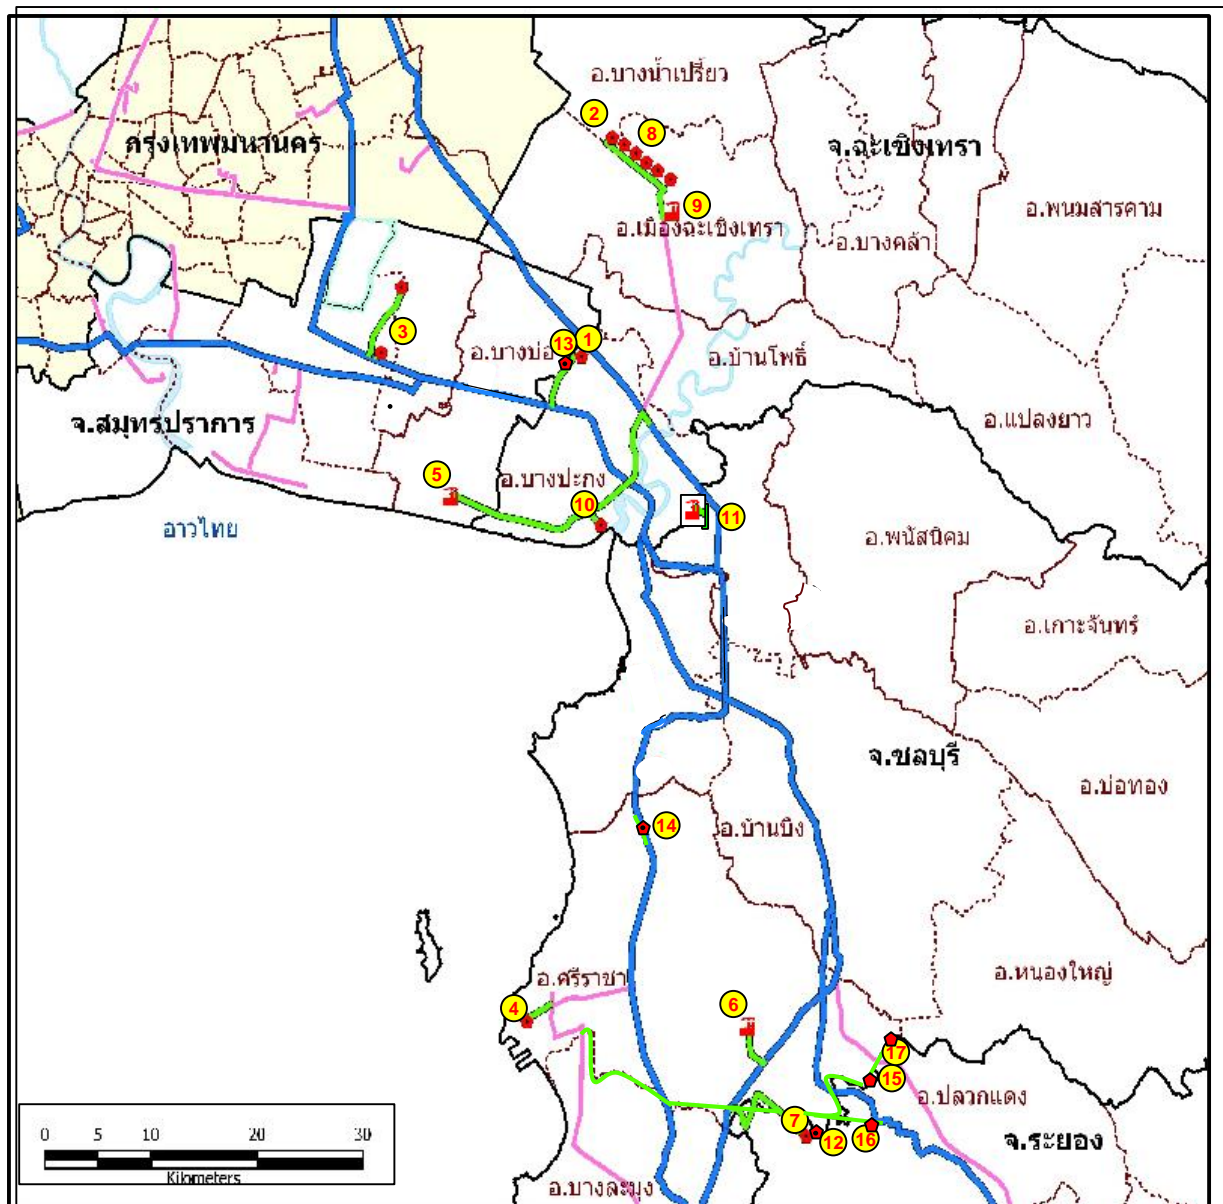 อ.บางน้ำเปรี้ยว
2
8
กรุงเทพมหานคร
จ.ฉะเชิงเทรา
9
อ.พนมสารคาม
อ.เมืองฉะเชิงเทรา
อ.บางคล้า
3
13
1
อ.บางบ่อ
อ.บ้านโพธิ์
จ.สมุทรปราการ
อ.แปลงยาว
5
อ.บางปะกง
10
11
อ่าวไทย
อ.พนัสนิคม
อ.เกาะจันทร์
จ.ชลบุรี
อ.บ่อทอง
14
อ.บ้านบึง
อ.ศรีราชา
อ.หนองใหญ่
4
6
17
15
อ.ปลวกแดง
7
12
16
จ.ระยอง
0 5 10 20 30
Kilometers
อ.บางละมุง